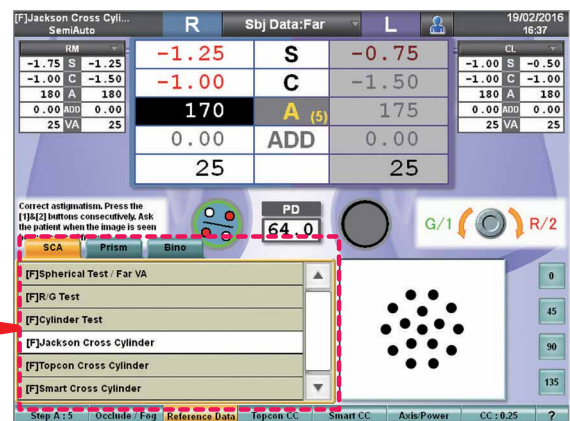 [F]Jackson Cross Cyli...
SemiAuto
R
Sbj Data:Far
L
19/02/2016
16:37
RM
-1.75 S -1.25
-1.00 C -1.50
180 A 180
0.00 ADD 0.00
25 VA 25
-1.25 S -0.75
-1.00 C -1.50
170 A (5) 175
0.00 ADD 0.00
25 25
CL
-1.00 S -0.50
-1.00 C -1.50
180 A 180
0.00 ADD 0.00
25 VA 25
Correct astigmatism. Press the
[1]&[2] buttons consecutively. Ask
the patient when the image is seen
PD
64.0
G/1
R/2
SCA Prism Bino
[F]Spherical Test / Far VA
[F]R/G Test
[F]Cylinder Test
[F]Jackson Cross Cylinder
[F]Topcon Cross Cylinder
[F]Smart Cross Cylinder
0
45
90
135
Step A : 5 Occlude / Fog Reference Data Topcon CC Smart CC Axis/Power CC : 0.25 ?